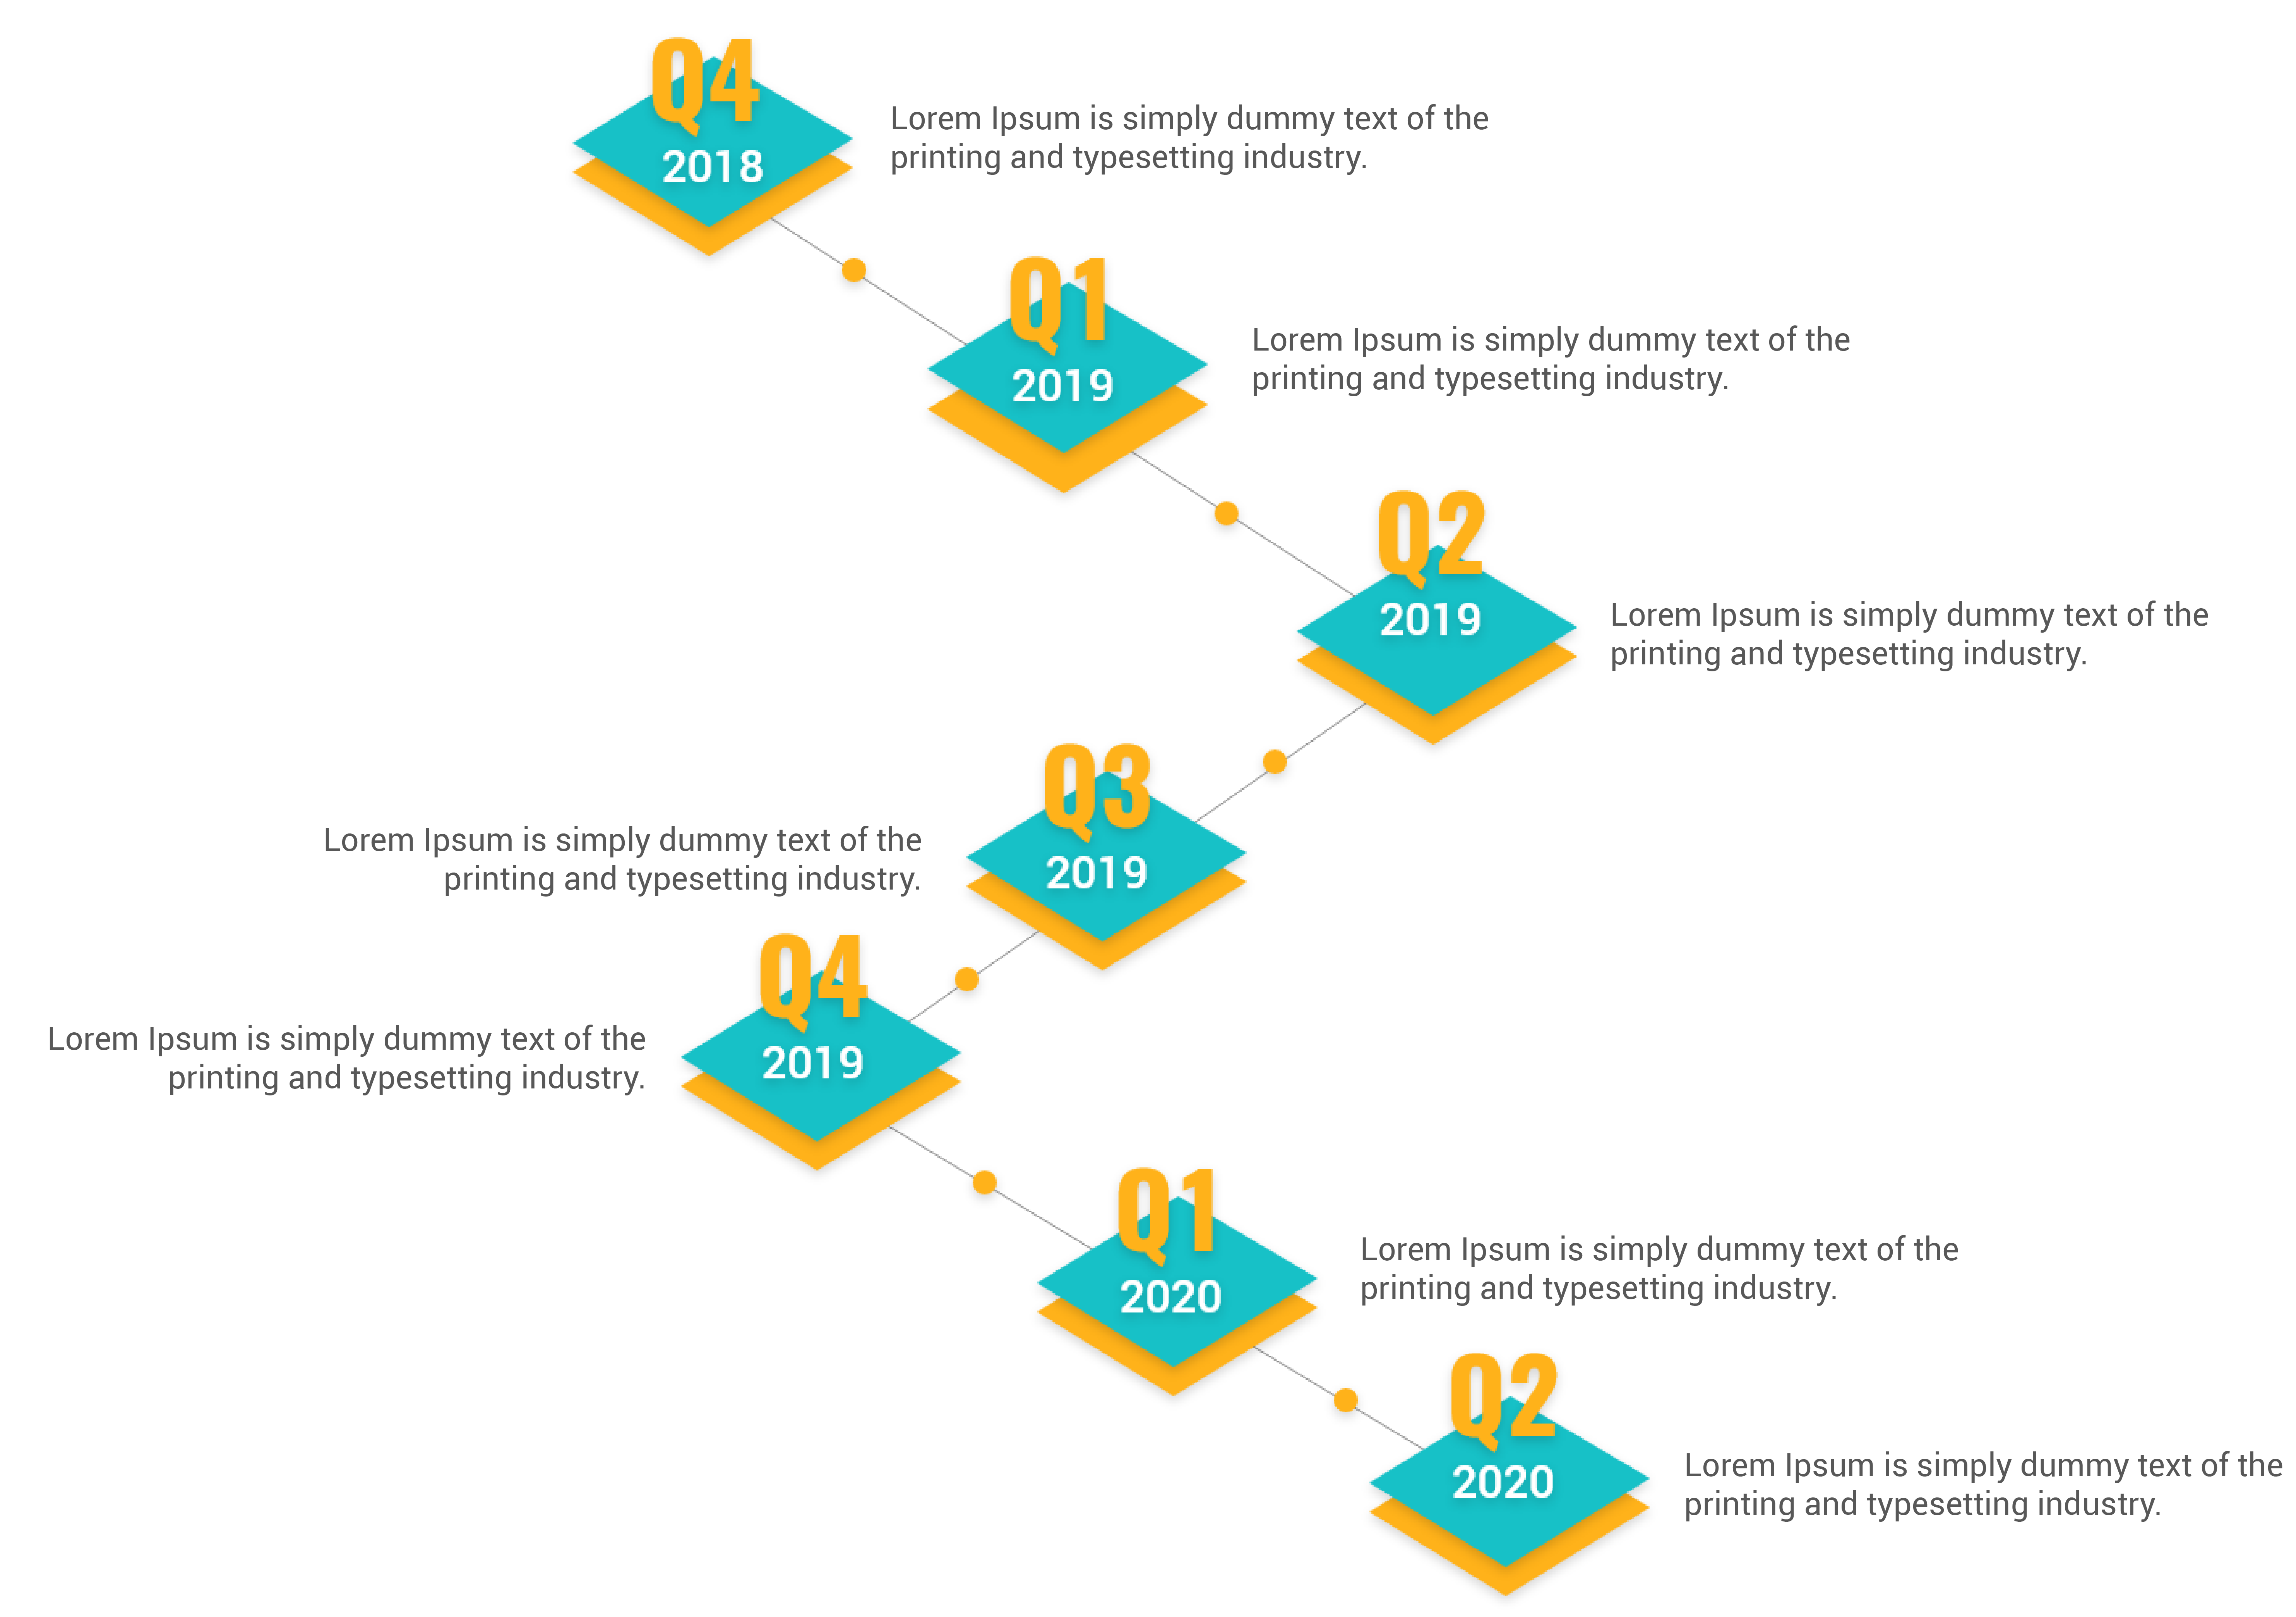 Q4
2018
Lorem Ipsum is simply dummy text of the
printing and typesetting industry.
Q1
2019
Lorem Ipsum is simply dummy text of the
printing and typesetting industry.
Q2
2019
Lorem Ipsum is simply dummy text of the
printing and typesetting industry.
Q3
2019
Lorem Ipsum is simply dummy text of the
printing and typesetting industry.
Q4
2019
Lorem Ipsum is simply dummy text of the
printing and typesetting industry.
Q1
2020
Lorem Ipsum is simply dummy text of the
printing and typesetting industry.
Q2
2020
Lorem Ipsum is simply dummy text of the
printing and typesetting industry.